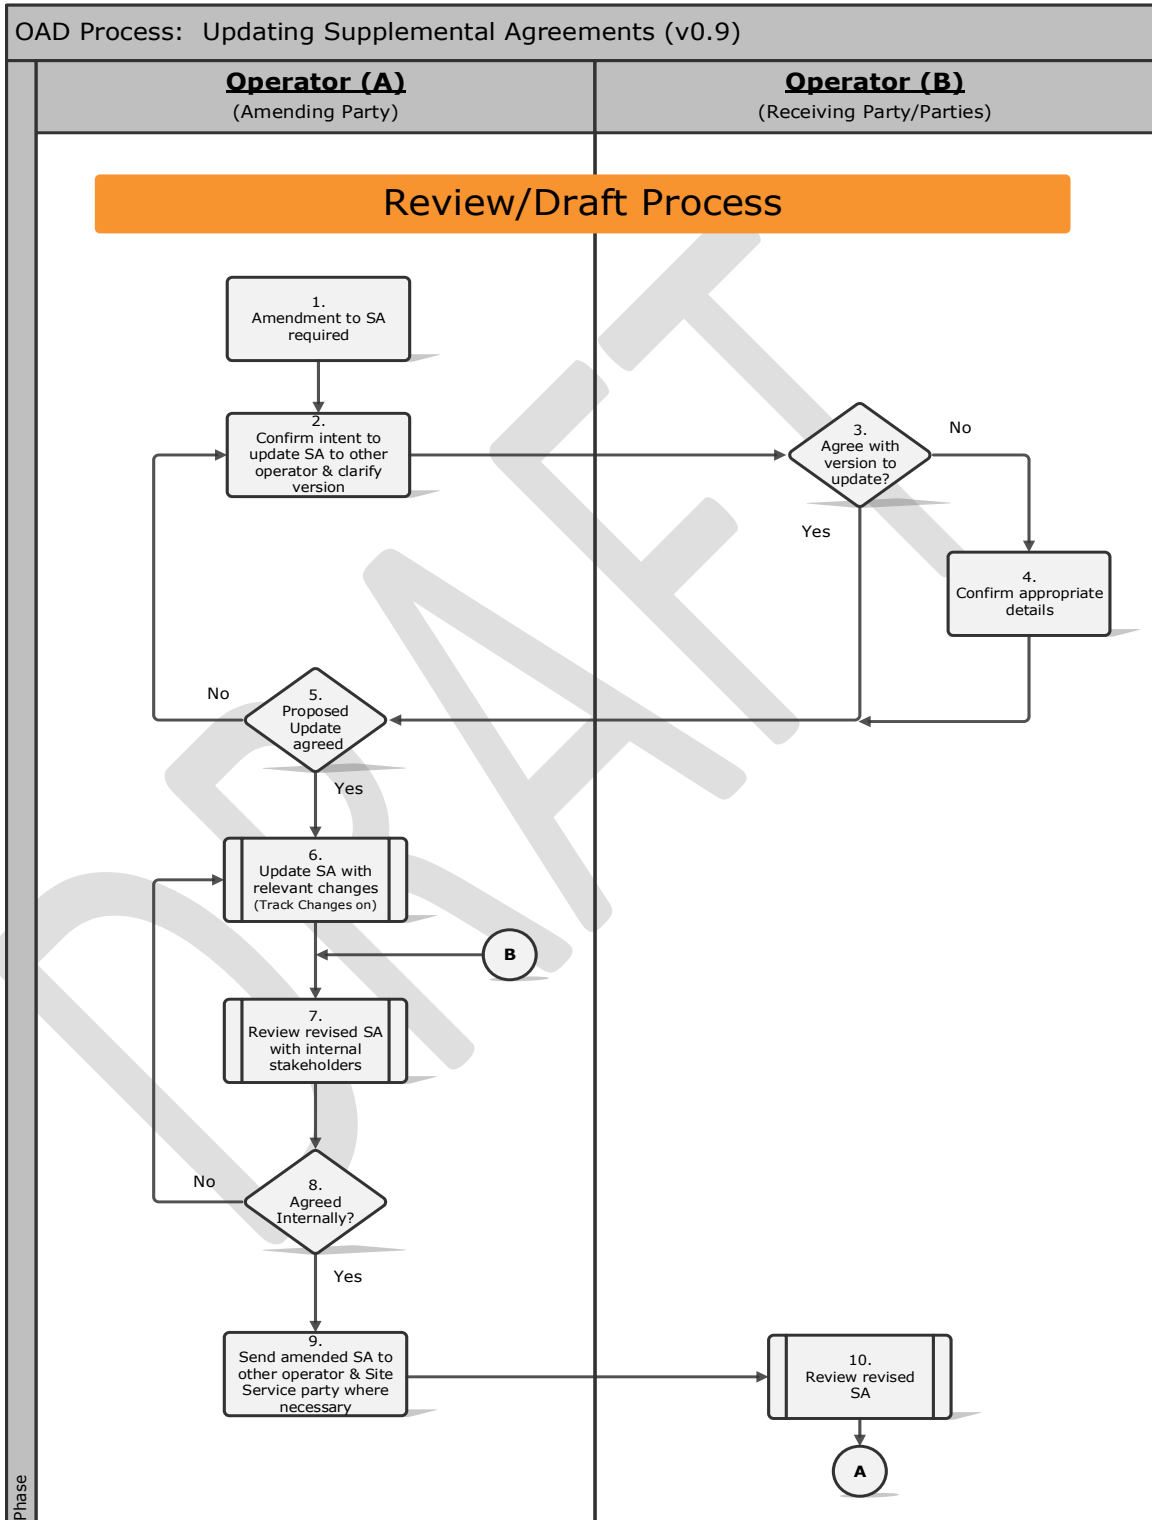 OAD Process:  Updating Supplemental Agreements (v0.9)
Operator (A)
(Amending Party)
Operator (B)
(Receiving Party/Parties)
Review/Draft Process
1.
Amendment to SA
required
2.
Confirm intent to
update SA to other
operator & clarify
version
3.
Agree with
version to
update?
No
Yes
4.
Confirm appropriate
details
5.
Proposed
Update
agreed
No
Yes
6.
Update SA with
relevant changes
(Track Changes on)
B
7.
Review revised SA
with internal
stakeholders
8.
Agreed
Internally?
No
Yes
9.
Send amended SA to
other operator & Site
Service party where
necessary
10.
Review revised
SA
A
Phase
DRAFT